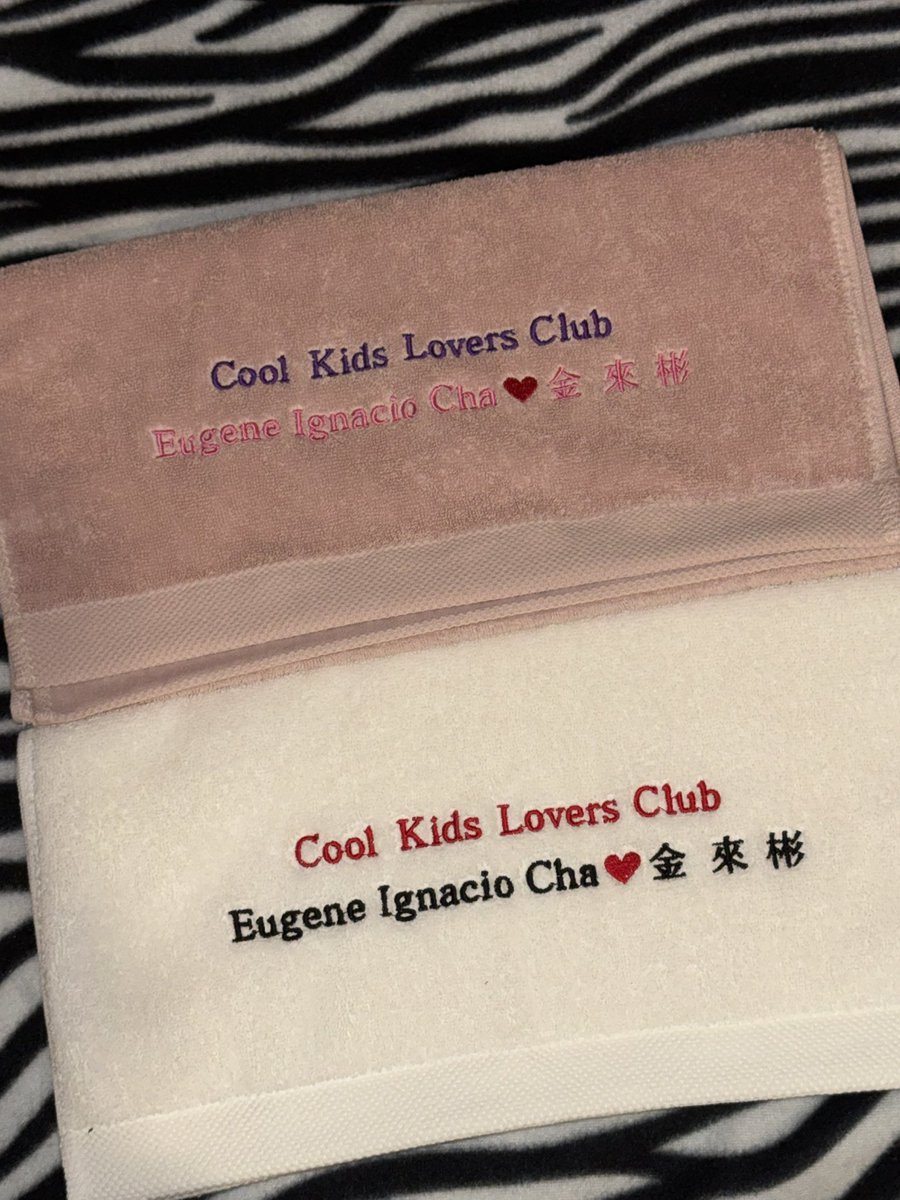 Cool Kids Lovers Club
Eugene Ignacio Cha❤金來彬
Cool Kids Lovers Club
Eugene Ignacio Cha❤金來彬